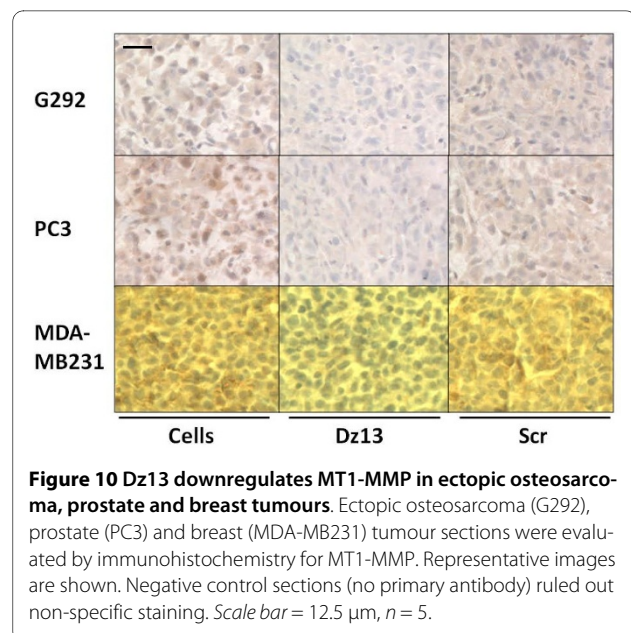 G292
PC3
MDA-
MB231
Cells Dz13 Scr
Figure 10 Dz13 downregulates MT1-MMP in ectopic osteosarco-
ma, prostate and breast tumours. Ectopic osteosarcoma (G292),
prostate (PC3) and breast (MDA-MB231) tumour sections were evalu-
ated by immunohistochemistry for MT1-MMP. Representative images
are shown. Negative control sections (no primary antibody) ruled out
non-specific staining. Scale bar = 12.5 μm, n = 5.